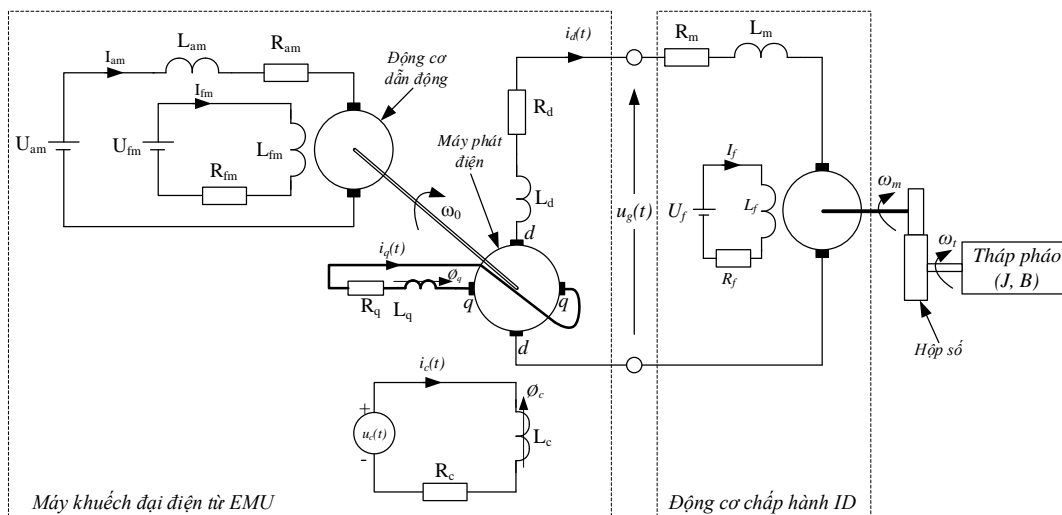 L_am
R_am
I_am
I_fm
U_am
U_fm
L_fm
R_fm
Động cơ
dẫn động
Máy phát
điện
ω_0
i_d(t)
R_d
L_d
d
i_q(t)
Ø_q
R_q
L_q
q
q
d
i_c(t)
Ø_c
+
u_c(t)
-
L_c
R_c
Máy khuếch đại điện từ EMU
u_g(t)
R_m
L_m
I_f
U_f
L_f
R_f
ω_m
ω_t
Tháp pháo
(J, B)
Hộp số
Động cơ chấp hành ID